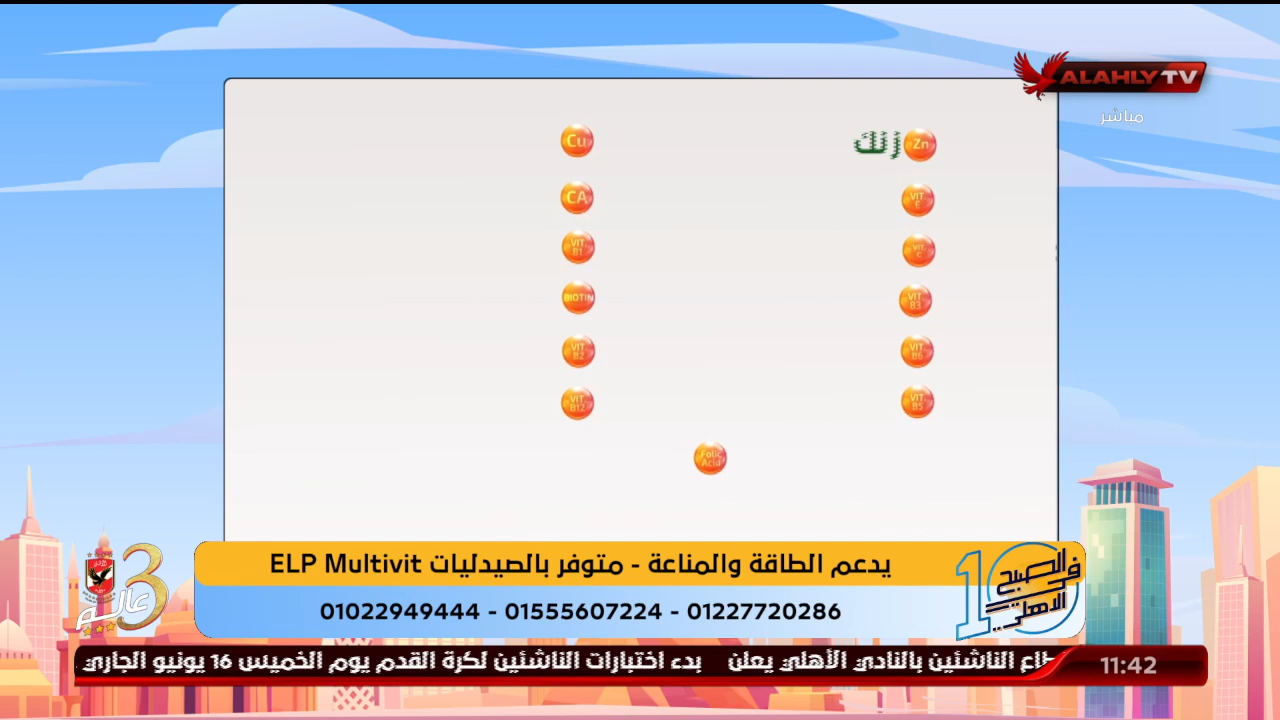 ALAHLY TV
مباشر
Cu
زنك Zn
CA
VIT. E
VIT. B1
VIT. C
BIOTIN
VIT. B3
VIT. B2
VIT. B6
VIT. B12
VIT. B5
Folic Acid
يدعم الطاقة والمناعة - متوفر بالصيدليات ELP Multivit
01022949444 - 01555607224 - 01227720286
10 الصبح في الأهلي..
3 عالم
طاع الناشئين بالنادي الأهلي يعلن بدء اختبارات الناشئين لكرة القدم يوم الخميس 16 يونيو الجاري
11:42